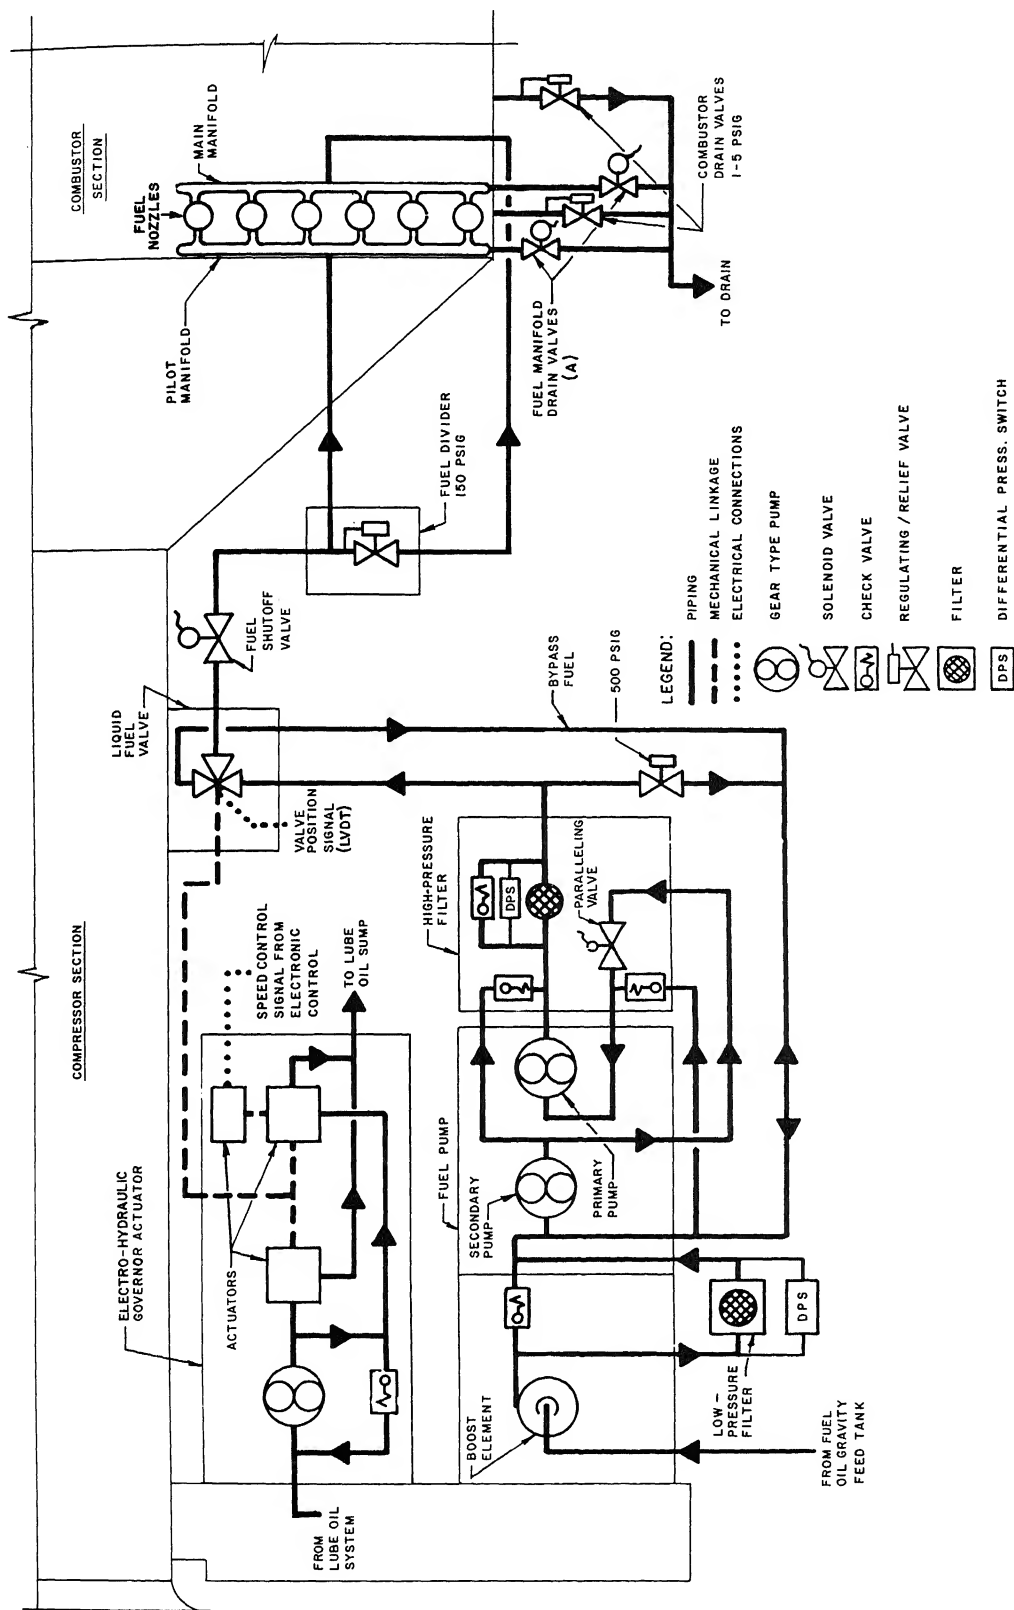 COMPRESSOR SECTION
COMBUSTOR
SECTION
FUEL
NOZZLES
MAIN
MANIFOLD
PILOT
MANIFOLD
ELECTRO-HYDRAULIC
GOVERNOR ACTUATOR
ACTUATORS
SPEED CONTROL
SIGNAL FROM
ELECTRONIC
CONTROL
TO LUBE
OIL SUMP
FROM
LUBE OIL
SYSTEM
LIQUID
FUEL
VALVE
VALVE
POSITION
SIGNAL
(LVDT)
FUEL
SHUTOFF
VALVE
FUEL DIVIDER
150 PSIG
FUEL MANIFOLD
DRAIN VALVES
(A)
COMBUSTOR
DRAIN VALVES
1-5 PSIG
TO DRAIN
FUEL PUMP
SECONDARY
PUMP
PRIMARY
PUMP
HIGH-PRESSURE
FILTER
DPS
PARALLELING
VALVE
BYPASS
FUEL
500 PSIG
BOOST
ELEMENT
LOW-
PRESSURE
FILTER
DPS
FROM FUEL
OIL GRAVITY
FEED TANK
LEGEND:
PIPING
MECHANICAL LINKAGE
ELECTRICAL CONNECTIONS
GEAR TYPE PUMP
SOLENOID VALVE
CHECK VALVE
REGULATING/RELIEF VALVE
FILTER
DPS DIFFERENTIAL PRESS. SWITCH